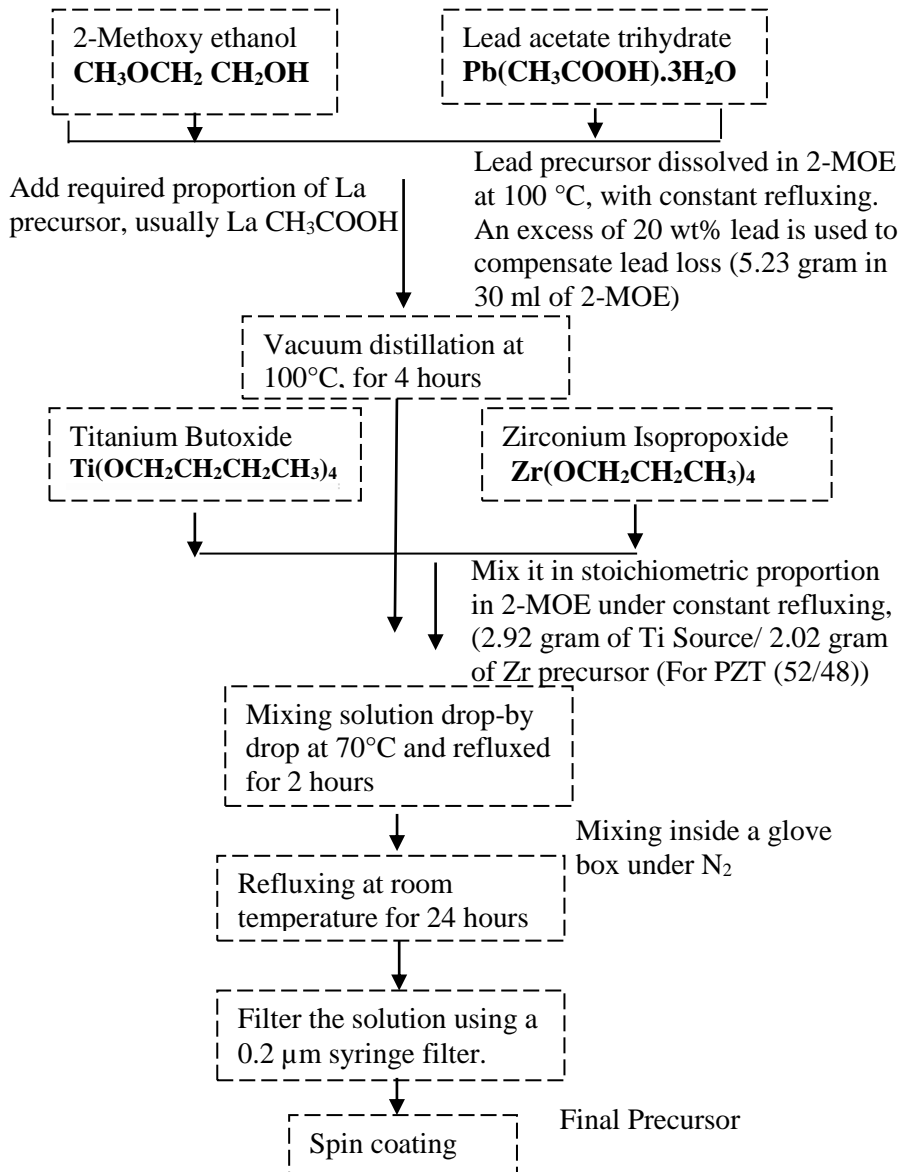 2-Methoxy ethanol
CH₃OCH₂ CH₂OH
Lead acetate trihydrate
Pb(CH₃COOH).3H₂O
Add required proportion of La
precursor, usually La CH₃COOH
Lead precursor dissolved in 2-MOE
at 100 °C, with constant refluxing.
An excess of 20 wt% lead is used to
compensate lead loss (5.23 gram in
30 ml of 2-MOE)
Vacuum distillation at
100°C, for 4 hours
Titanium Butoxide
Ti(OCH₂CH₂CH₂CH₃)₄
Zirconium Isopropoxide
Zr(OCH₂CH₂CH₃)₄
Mix it in stoichiometric proportion
in 2-MOE under constant refluxing,
(2.92 gram of Ti Source/ 2.02 gram
of Zr precursor (For PZT (52/48))
Mixing solution drop-by
drop at 70°C and refluxed
for 2 hours
Mixing inside a glove
box under N₂
Refluxing at room
temperature for 24 hours
Filter the solution using a
0.2 µm syringe filter.
Final Precursor
Spin coating